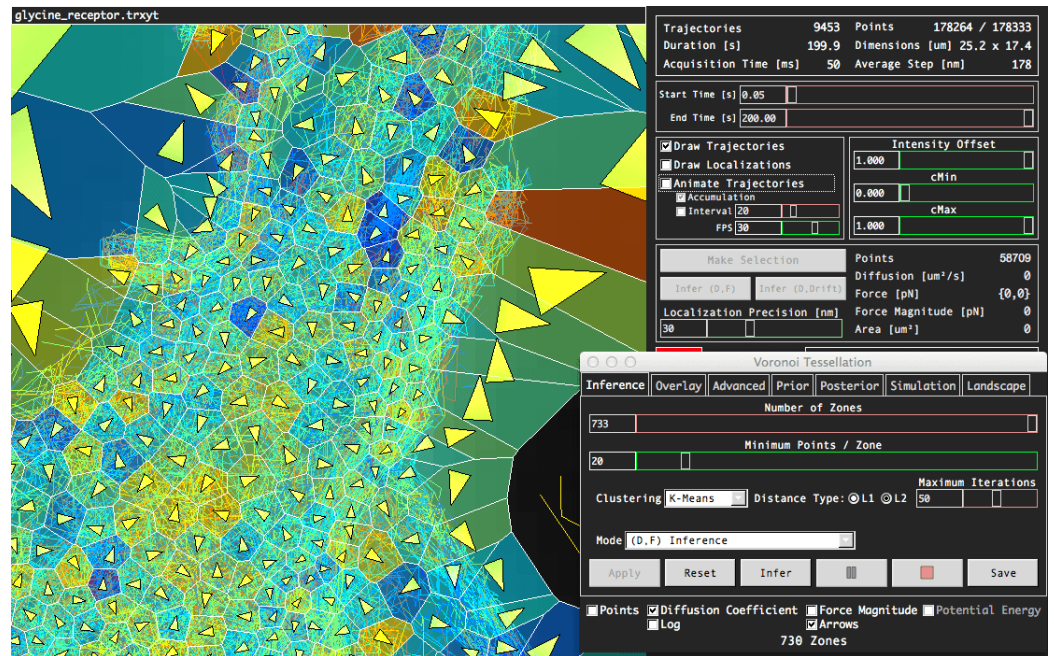 glycine_receptor.trxyt
Trajectories 9453 Points 178264 / 178333
Duration [s] 199.9 Dimensions [um] 25.2 x 17.4
Acquisition Time [ms] 50 Average Step [nm] 178
Start Time [s] 0.05
End Time [s] 200.00
Draw Trajectories
Draw Localizations
Animate Trajectories
Accumulation
Interval 20
FPS 30
Intensity Offset
1.000
cMin
0.000
cMax
1.000
Make Selection
Infer (D,F) Infer (D,Drift)
Localization Precision [nm]
30
Points 58709
Diffusion [um²/s] 0
Force [pN] {0,0}
Force Magnitude [pN] 0
Area [um²] 0
Voronoi Tessellation
Inference Overlay Advanced Prior Posterior Simulation Landscape
Number of Zones
733
Minimum Points / Zone
20
Clustering K-Means Distance Type: L1 L2 Maximum Iterations
50
Mode (D,F) Inference
Apply Reset Infer Save
Points Diffusion Coefficient Force Magnitude Potential Energy
Log Arrows
730 Zones